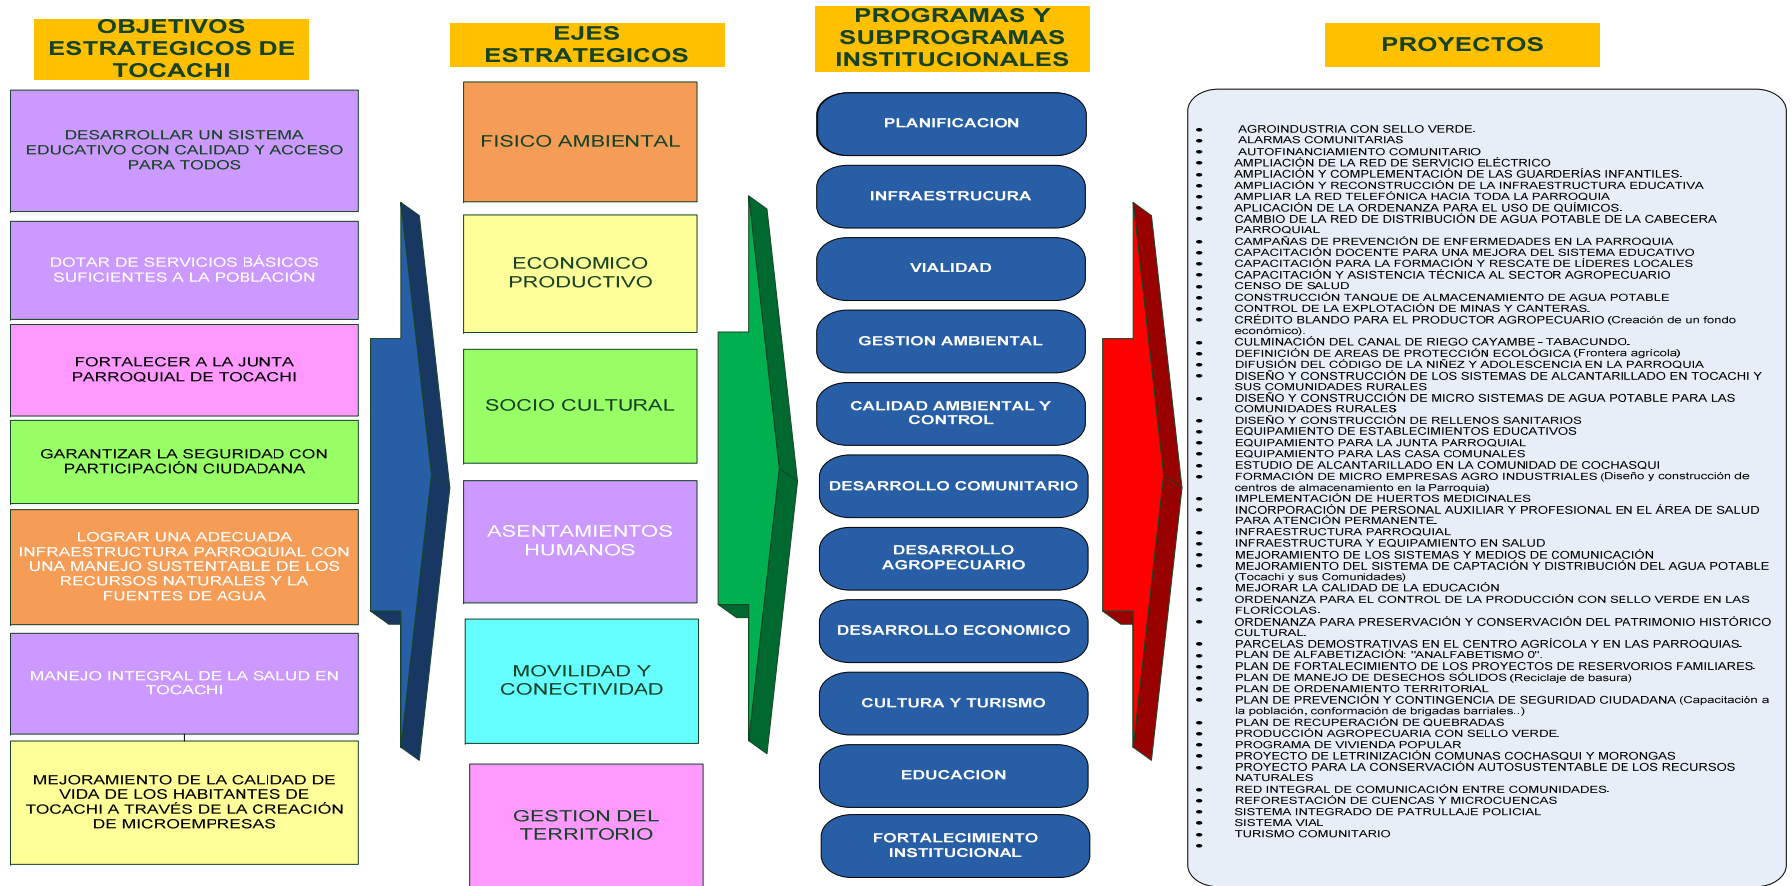 OBJETIVOS
ESTRATEGICOS DE
TOCACHI
DESARROLLAR UN SISTEMA
EDUCATIVO CON CALIDAD Y ACCESO
PARA TODOS
DOTAR DE SERVICIOS BÁSICOS
SUFICIENTES A LA POBLACIÓN
FORTALECER A LA JUNTA
PARROQUIAL DE TOCACHI
GARANTIZAR LA SEGURIDAD CON
PARTICIPACIÓN CIUDADANA
LOGRAR UNA ADECUADA
INFRAESTRUCTURA PARROQUIAL CON
UNA MANEJO SUSTENTABLE DE LOS
RECURSOS NATURALES Y LA
FUENTES DE AGUA
MANEJO INTEGRAL DE LA SALUD EN
TOCACHI
MEJORAMIENTO DE LA CALIDAD DE
VIDA DE LOS HABITANTES DE
TOCACHI A TRAVÉS DE LA CREACIÓN
DE MICROEMPRESAS
EJES
ESTRATEGICOS
FISICO AMBIENTAL
ECONOMICO
PRODUCTIVO
SOCIO CULTURAL
ASENTAMIENTOS
HUMANOS
MOVILIDAD Y
CONECTIVIDAD
GESTION DEL
TERRITORIO
PROGRAMAS Y
SUBPROGRAMAS
INSTITUCIONALES
PLANIFICACION
INFRAESTRUCURA
VIALIDAD
GESTION AMBIENTAL
CALIDAD AMBIENTAL Y
CONTROL
DESARROLLO COMUNITARIO
DESARROLLO
AGROPECUARIO
DESARROLLO ECONOMICO
CULTURA Y TURISMO
EDUCACION
FORTALECIMIENTO
INSTITUCIONAL
PROYECTOS
• AGROINDUSTRIA CON SELLO VERDE.
• ALARMAS COMUNITARIAS
• AUTOFINANCIAMIENTO COMUNITARIO
• AMPLIACIÓN DE LA RED DE SERVICIO ELÉCTRICO
• AMPLIACIÓN Y COMPLEMENTACIÓN DE LAS GUARDERÍAS INFANTILES.
• AMPLIACIÓN Y RECONSTRUCCIÓN DE LA INFRAESTRUCTURA EDUCATIVA
• AMPLIAR LA RED TELEFÓNICA HACIA TODA LA PARROQUIA
• APLICACIÓN DE LA ORDENANZA PARA EL USO DE QUÍMICOS.
• CAMBIO DE LA RED DE DISTRIBUCIÓN DE AGUA POTABLE DE LA CABECERA
PARROQUIAL
• CAMPAÑAS DE PREVENCIÓN DE ENFERMEDADES EN LA PARROQUIA
• CAPACITACIÓN DOCENTE PARA UNA MEJORA DEL SISTEMA EDUCATIVO
• CAPACITACIÓN PARA LA FORMACIÓN Y RESCATE DE LÍDERES LOCALES
• CAPACITACIÓN Y ASISTENCIA TÉCNICA AL SECTOR AGROPECUARIO
• CENSO DE SALUD
• CONSTRUCCIÓN TANQUE DE ALMACENAMIENTO DE AGUA POTABLE
• CONTROL DE LA EXPLOTACIÓN DE MINAS Y CANTERAS.
• CRÉDITO BLANDO PARA EL PRODUCTOR AGROPECUARIO (Creación de un fondo
económico).
• CULMINACIÓN DEL CANAL DE RIEGO CAYAMBE - TABACUNDO.
• DEFINICIÓN DE AREAS DE PROTECCIÓN ECOLÓGICA (Frontera agrícola)
• DIFUSIÓN DEL CÓDIGO DE LA NIÑEZ Y ADOLESCENCIA EN LA PARROQUIA
• DISEÑO Y CONSTRUCCIÓN DE LOS SISTEMAS DE ALCANTARILLADO EN TOCACHI Y
SUS COMUNIDADES RURALES
• DISEÑO Y CONSTRUCCIÓN DE MICRO SISTEMAS DE AGUA POTABLE PARA LAS
COMUNIDADES RURALES
• DISEÑO Y CONSTRUCCIÓN DE RELLENOS SANITARIOS
• EQUIPAMIENTO DE ESTABLECIMIENTOS EDUCATIVOS
• EQUIPAMIENTO PARA LA JUNTA PARROQUIAL
• EQUIPAMIENTO PARA LAS CASA COMUNALES
• ESTUDIO DE ALCANTARILLADO EN LA COMUNIDAD DE COCHASQUI
• FORMACIÓN DE MICRO EMPRESAS AGRO INDUSTRIALES (Diseño y construcción de
centros de almacenamiento en la Parroquia)
• IMPLEMENTACIÓN DE HUERTOS MEDICINALES
• INCORPORACIÓN DE PERSONAL AUXILIAR Y PROFESIONAL EN EL ÁREA DE SALUD
PARA ATENCIÓN PERMANENTE.
• INFRAESTRUCTURA PARROQUIAL
• INFRAESTRUCTURA Y EQUIPAMIENTO EN SALUD
• MEJORAMIENTO DE LOS SISTEMAS Y MEDIOS DE COMUNICACIÓN
• MEJORAMIENTO DEL SISTEMA DE CAPTACIÓN Y DISTRIBUCIÓN DEL AGUA POTABLE
(Tocachi y sus Comunidades)
• MEJORAR LA CALIDAD DE LA EDUCACIÓN
• ORDENANZA PARA EL CONTROL DE LA PRODUCCIÓN CON SELLO VERDE EN LAS
FLORÍCOLAS.
• ORDENANZA PARA PRESERVACIÓN Y CONSERVACIÓN DEL PATRIMONIO HISTÓRICO
CULTURAL.
• PARCELAS DEMOSTRATIVAS EN EL CENTRO AGRÍCOLA Y EN LAS PARROQUIAS.
• PLAN DE ALFABETIZACIÓN: "ANALFABETISMO 0".
• PLAN DE FORTALECIMIENTO DE LOS PROYECTOS DE RESERVORIOS FAMILIARES.
• PLAN DE MANEJO DE DESECHOS SÓLIDOS (Reciclaje de basura)
• PLAN DE ORDENAMIENTO TERRITORIAL
• PLAN DE PREVENCIÓN Y CONTINGENCIA DE SEGURIDAD CIUDADANA (Capacitación a
la población, conformación de brigadas barriales..)
• PLAN DE RECUPERACIÓN DE QUEBRADAS
• PRODUCCIÓN AGROPECUARIA CON SELLO VERDE.
• PROGRAMA DE VIVIENDA POPULAR
• PROYECTO DE LETRINIZACIÓN COMUNAS COCHASQUI Y MORONGAS
• PROYECTO PARA LA CONSERVACIÓN AUTOSUSTENTABLE DE LOS RECURSOS
NATURALES
• RED INTEGRAL DE COMUNICACIÓN ENTRE COMUNIDADES.
• REFORESTACIÓN DE CUENCAS Y MICROCUENCAS
• SISTEMA INTEGRADO DE PATRULLAJE POLICIAL
• SISTEMA VIAL
• TURISMO COMUNITARIO
•